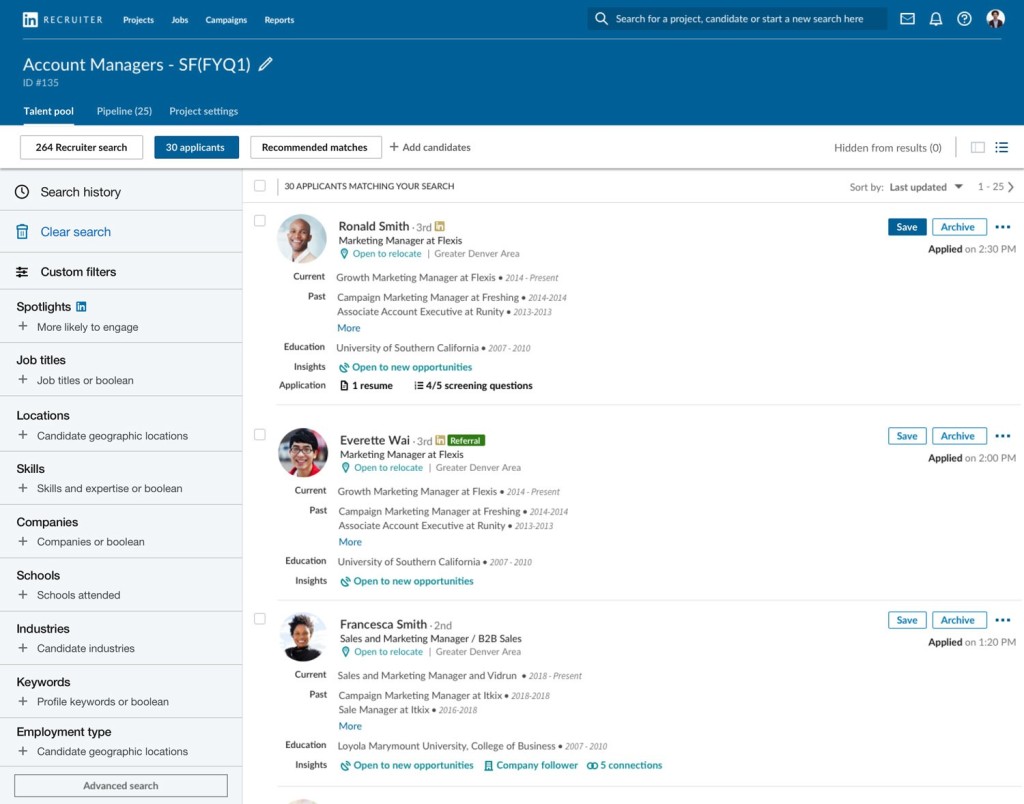 in RECRUITER Projects Jobs Campaigns Reports Search for a project, candidate or start a new search here
Account Managers - SF(FYQ1)
ID #135
Talent pool Pipeline (25) Project settings
264 Recruiter search 30 applicants Recommended matches + Add candidates Hidden from results (0)
Search history
Clear search
Custom filters
Spotlights in
+ More likely to engage
Job titles
+ Job titles or boolean
Locations
+ Candidate geographic locations
Skills
+ Skills and expertise or boolean
Companies
+ Companies or boolean
Schools
+ Schools attended
Industries
+ Candidate industries
Keywords
+ Profile keywords or boolean
Employment type
+ Candidate geographic locations
Advanced search
30 APPLICANTS MATCHING YOUR SEARCH Sort by: Last updated 1 - 25
Ronald Smith · 3rd in Save Archive
Marketing Manager at Flexis
Open to relocate | Greater Denver Area Applied on 2:30 PM
Current Growth Marketing Manager at Flexis • 2014 - Present
Past Campaign Marketing Manager at Freshing • 2014-2014
Associate Account Executive at Runity • 2013-2013
More
Education University of Southern California • 2007 - 2010
Insights Open to new opportunities
Application 1 resume 4/5 screening questions
Everette Wai · 3rd in Referral Save Archive
Marketing Manager at Flexis
Open to relocate | Greater Denver Area Applied on 2:00 PM
Current Growth Marketing Manager at Flexis • 2014 - Present
Past Campaign Marketing Manager at Freshing • 2014-2014
Associate Account Executive at Runity • 2013-2013
More
Education University of Southern California • 2007 - 2010
Insights Open to new opportunities
Francesca Smith · 2nd Save Archive
Sales and Marketing Manager / B2B Sales
Open to relocate | Greater Denver Area Applied on 1:20 PM
Current Sales and Marketing Manager and Vidrun • 2018 - Present
Past Campaign Marketing Manager at Itkix • 2018-2018
Sale Manager at Itkix • 2016-2018
More
Education Loyola Marymount University, College of Business • 2007 - 2010
Insights Open to new opportunities Company follower 5 connections